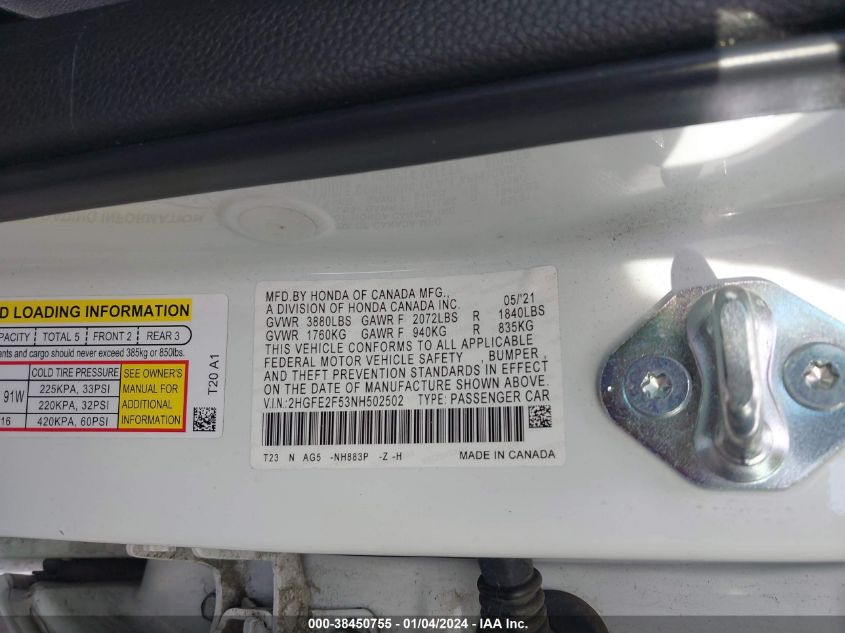 D LOADING INFORMATION
PACITY TOTAL 5 FRONT 2 REAR 3
ants and cargo should never exceed 385kg or 850lbs.
COLD TIRE PRESSURE
91W 225KPA, 33PSI
220KPA, 32PSI
16 420KPA, 60PSI
SEE OWNER'S
MANUAL FOR
ADDITIONAL
INFORMATION
T20 A1
MFD.BY HONDA OF CANADA MFG., 05/'21
A DIVISION OF HONDA CANADA INC.
GVWR 3880LBS GAWR F 2072LBS R 1840LBS
GVWR 1760KG GAWR F 940KG R 835KG
THIS VEHICLE CONFORMS TO ALL APPLICABLE
FEDERAL MOTOR VEHICLE SAFETY , BUMPER ,
AND THEFT PREVENTION STANDARDS IN EFFECT
ON THE DATE OF MANUFACTURE SHOWN ABOVE.
V.I.N:2HGFE2F53NH502502 TYPE: PASSENGER CAR
T23 N AG5 -NH883P -Z -H MADE IN CANADA
000-38450755 - 01/04/2024 - IAA Inc.